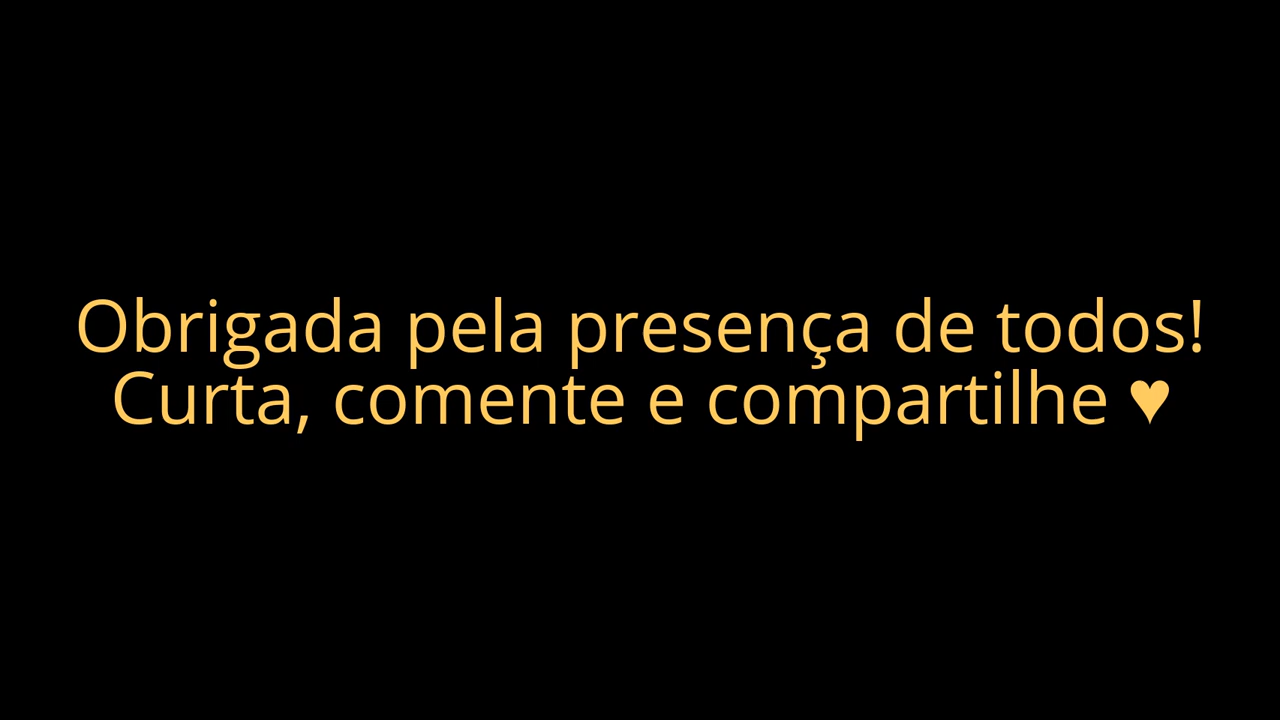 Obrigada pela presença de todos!
Curta, comente e compartilhe ♥